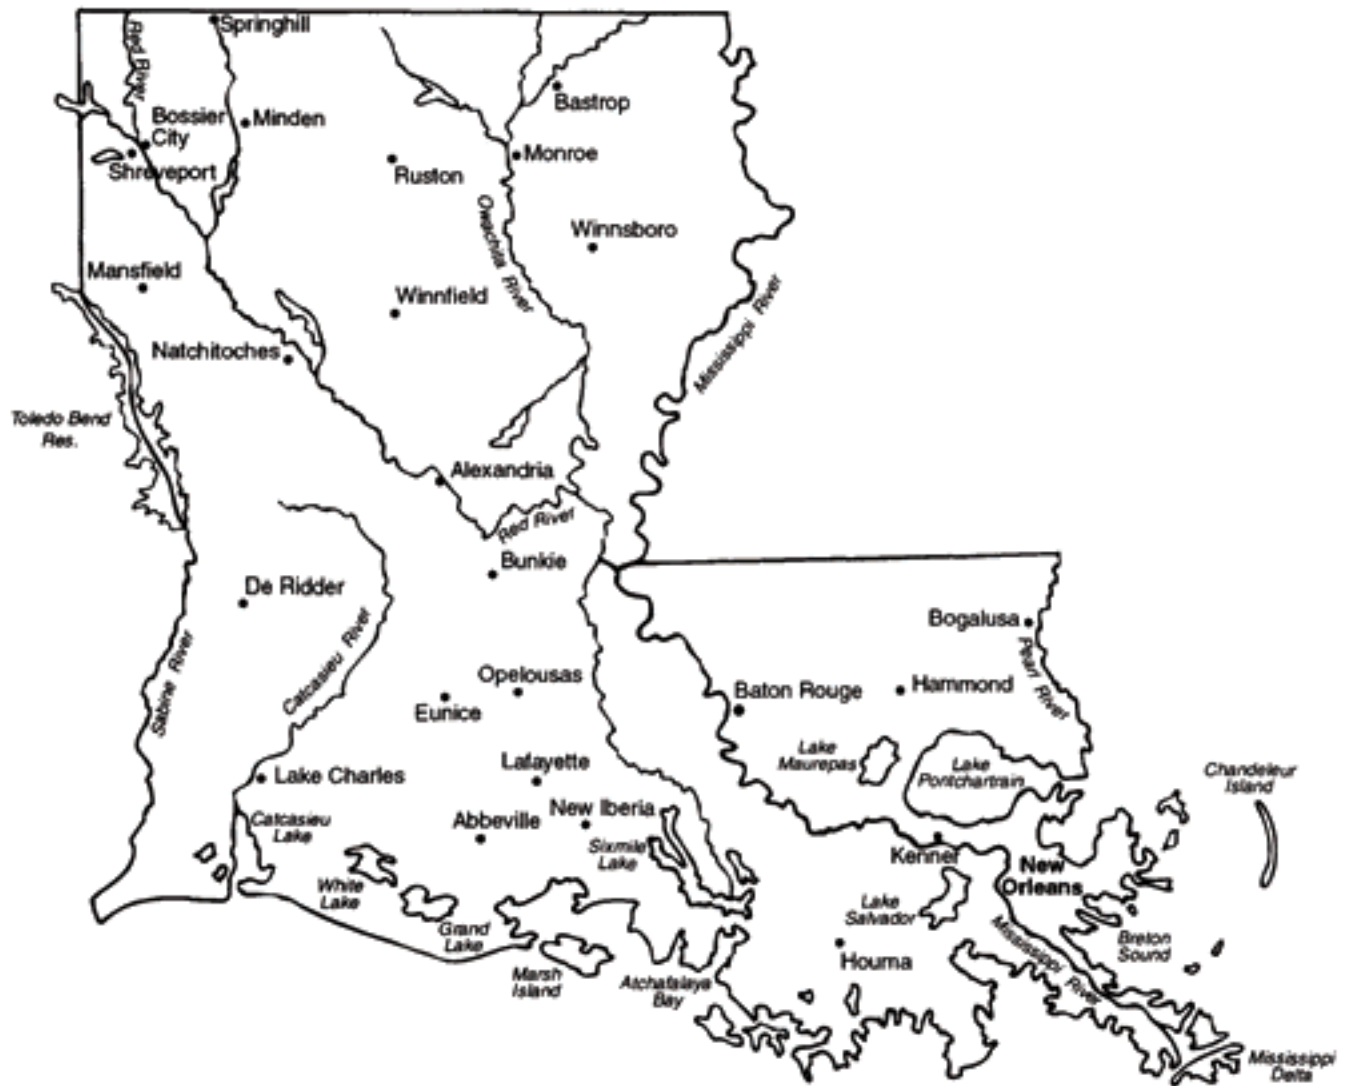 Springhill
Red River
Bossier
City
Minden
Bastrop
Shreveport
Ruston
Monroe
Owachita River
Winnsboro
Mansfield
Winnfield
Mississippi River
Natchitoches
Toledo Bend
Res.
Alexandria
Red River
Bunkie
De Ridder
Bogalusa
Sabine River
Calcasieu River
Pearl River
Opelousas
Eunice
Baton Rouge
Hammond
Lake
Maurepas
Lake
Pontchartrain
Chandeleur
Island
Lafayette
Lake Charles
Calcasieu
Lake
Abbeville
New Iberia
Sixmile
Lake
Kenner
New
Orleans
White
Lake
Grand
Lake
Lake
Salvador
Breton
Sound
Marsh
Island
Atchafalaya
Bay
Houma
Mississippi River
Mississippi
Delta